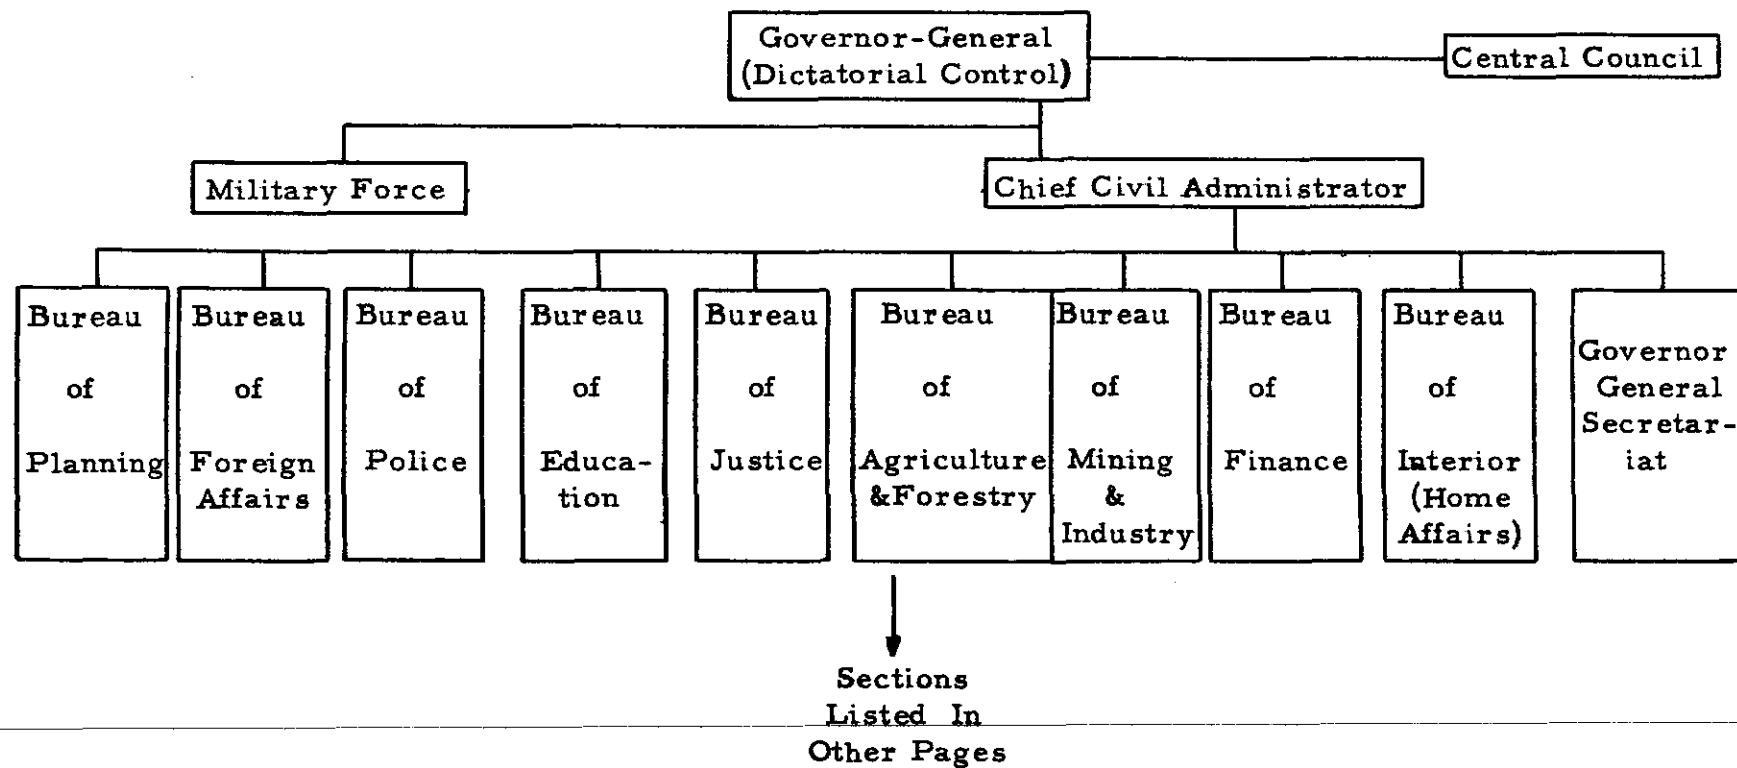 Governor-General
(Dictatorial Control)
Central Council
Military Force
Chief Civil Administrator
Bureau
of
Planning
Bureau
of
Foreign
Affairs
Bureau
of
Police
Bureau
of
Educa-
tion
Bureau
of
Justice
Bureau
of
Agriculture
&Forestry
Bureau
of
Mining
&
Industry
Bureau
of
Finance
Bureau
of
Interior
(Home
Affairs)
Governor
General
Secretar-
iat
Sections
Listed In
Other Pages